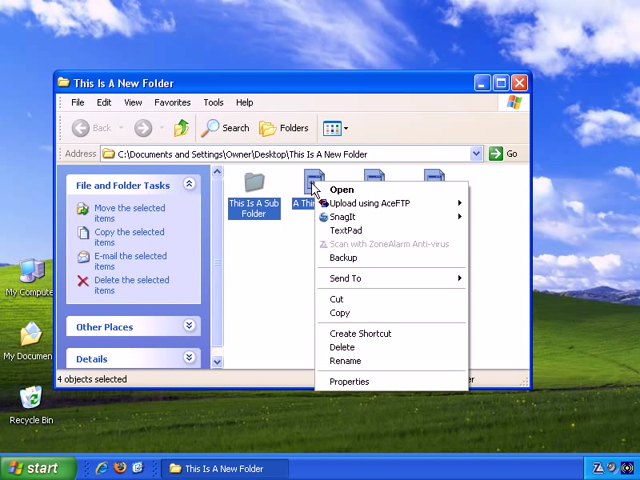 This Is A New Folder
File Edit View Favorites Tools Help
Back Search Folders
Address C:\Documents and Settings\Owner\Desktop\This Is A New Folder Go
File and Folder Tasks
Move the selected
items
Copy the selected
items
E-mail the selected
items
Delete the selected
items
Other Places
Details
This Is A Sub
Folder
Open
Upload using AceFTP
SnagIt
TextPad
Scan with ZoneAlarm Anti-virus
Backup
Send To
Cut
Copy
Create Shortcut
Delete
Rename
Properties
4 objects selected
My Compute
My Documen
Recycle Bin
start This Is A New Folder